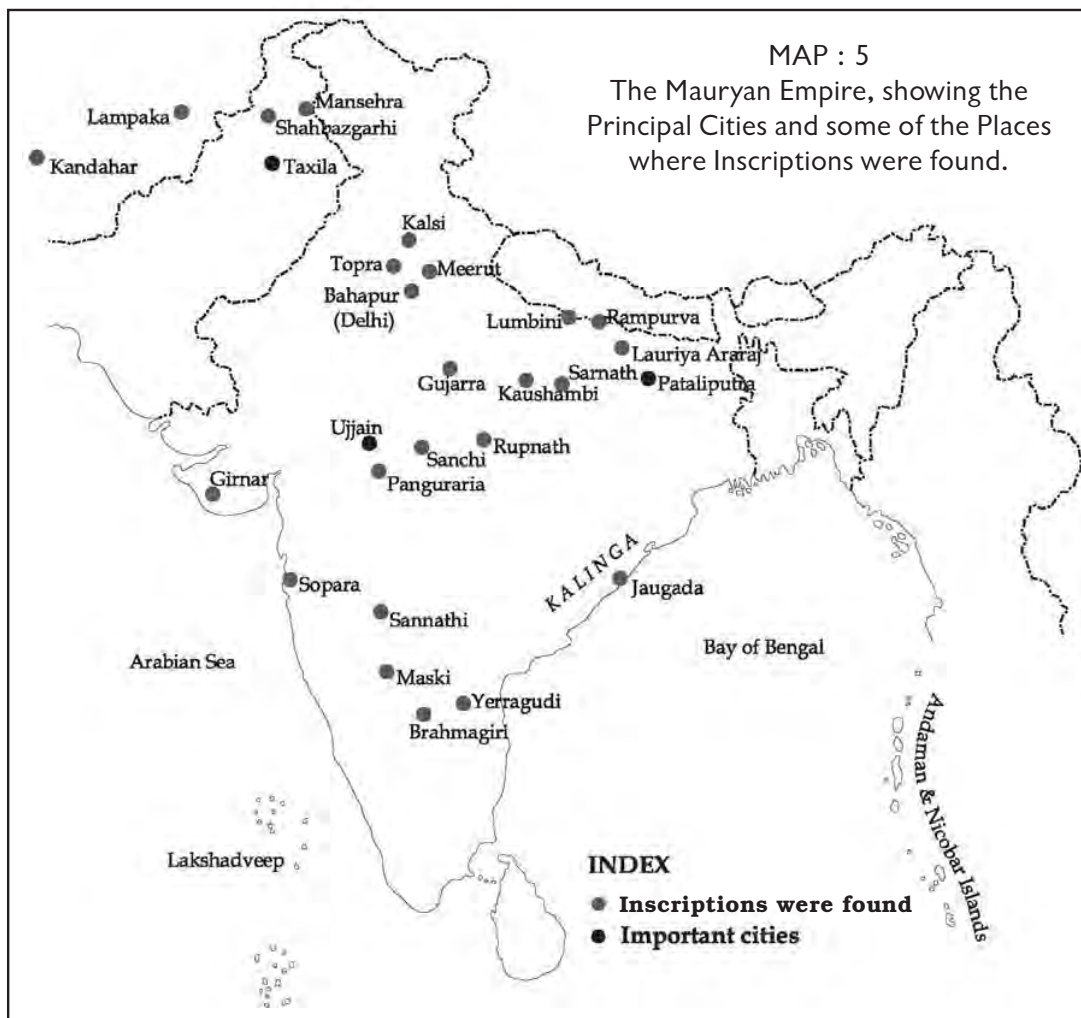 MAP : 5
The Mauryan Empire, showing the
Principal Cities and some of the Places
where Inscriptions were found.
Lampaka
Mansehra
Shahbazgarhi
Kandahar
Taxila
Kalsi
Topra
Meerut
Bahapur
(Delhi)
Lumbini
Rampurva
Lauriya Araraj
Gujarra
Sarnath
Kaushambi
Pataliputra
Ujjain
Sanchi
Rupnath
Panguraria
Girnar
KALINGA
Sopara
Jaugada
Sannathi
Arabian Sea
Bay of Bengal
Maski
Yerragudi
Brahmagiri
Andaman & Nicobar Islands
Lakshadveep
INDEX
Inscriptions were found
Important cities